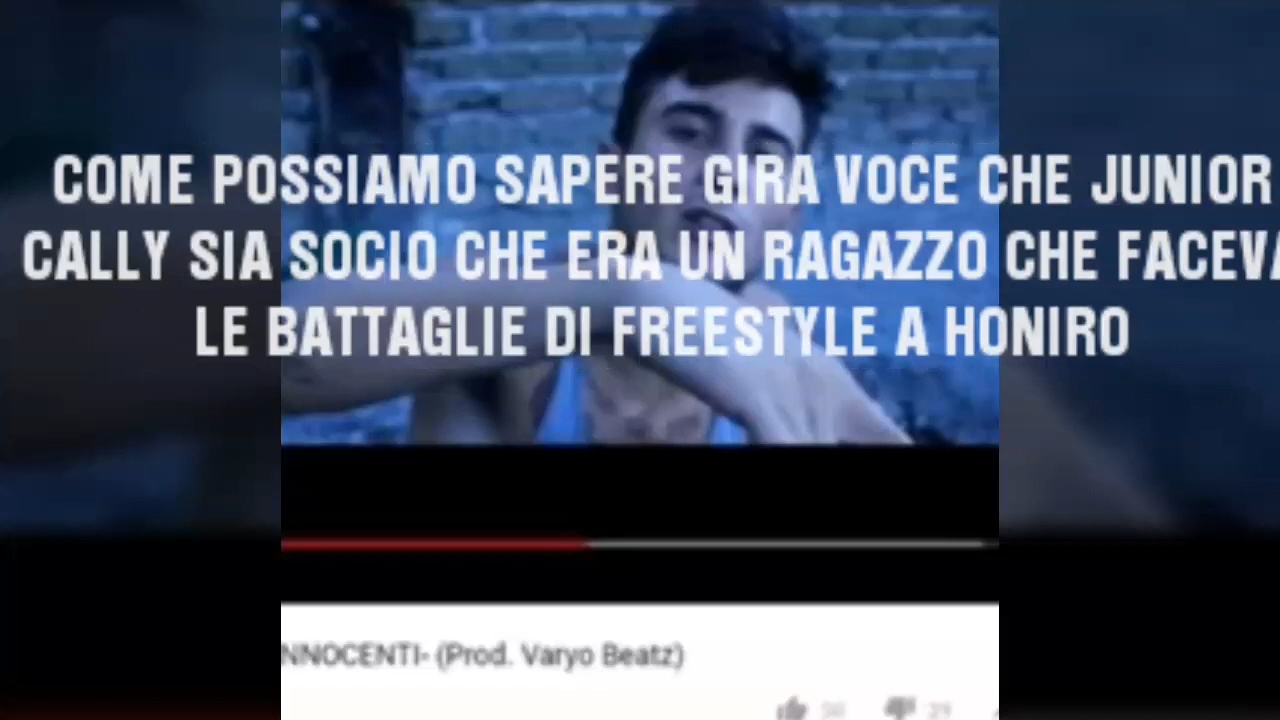 COME POSSIAMO SAPERE GIRA VOCE CHE JUNIOR
CALLY SIA SOCIO CHE ERA UN RAGAZZO CHE FACEVA
LE BATTAGLIE DI FREESTYLE A HONIRO
NNOCENTI- (Prod. Varyo Beatz)